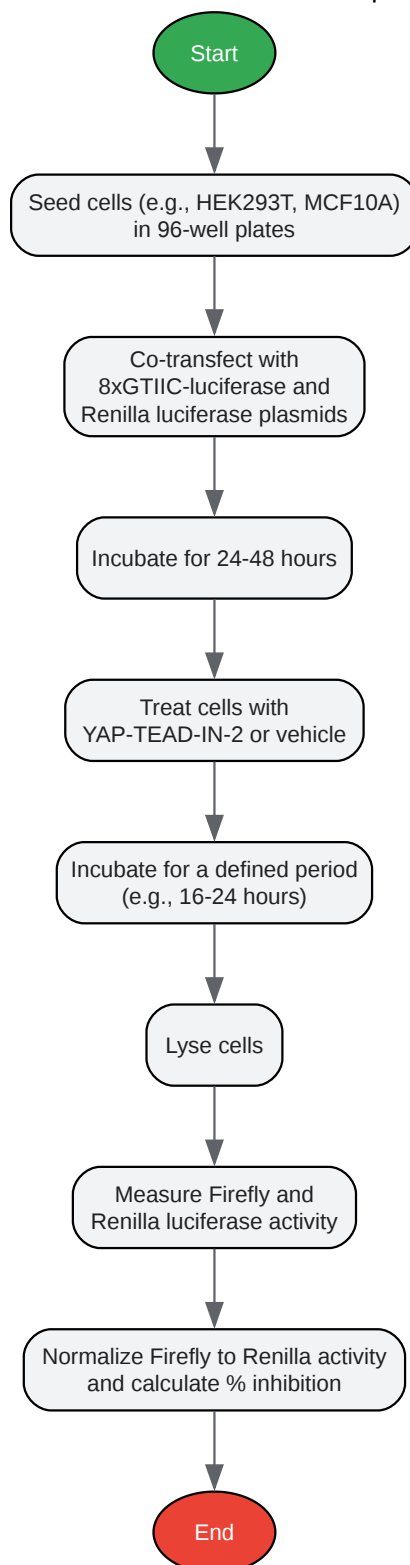 Start
Seed cells (e.g., HEK293T, MCF10A)
in 96-well plates
Co-transfect with
8xGTIIC-luciferase and
Renilla luciferase plasmids
Incubate for 24-48 hours
Treat cells with
YAP-TEAD-IN-2 or vehicle
Incubate for a defined period
(e.g., 16-24 hours)
Lyse cells
Measure Firefly and
Renilla luciferase activity
Normalize Firefly to Renilla activity
and calculate % inhibition
End